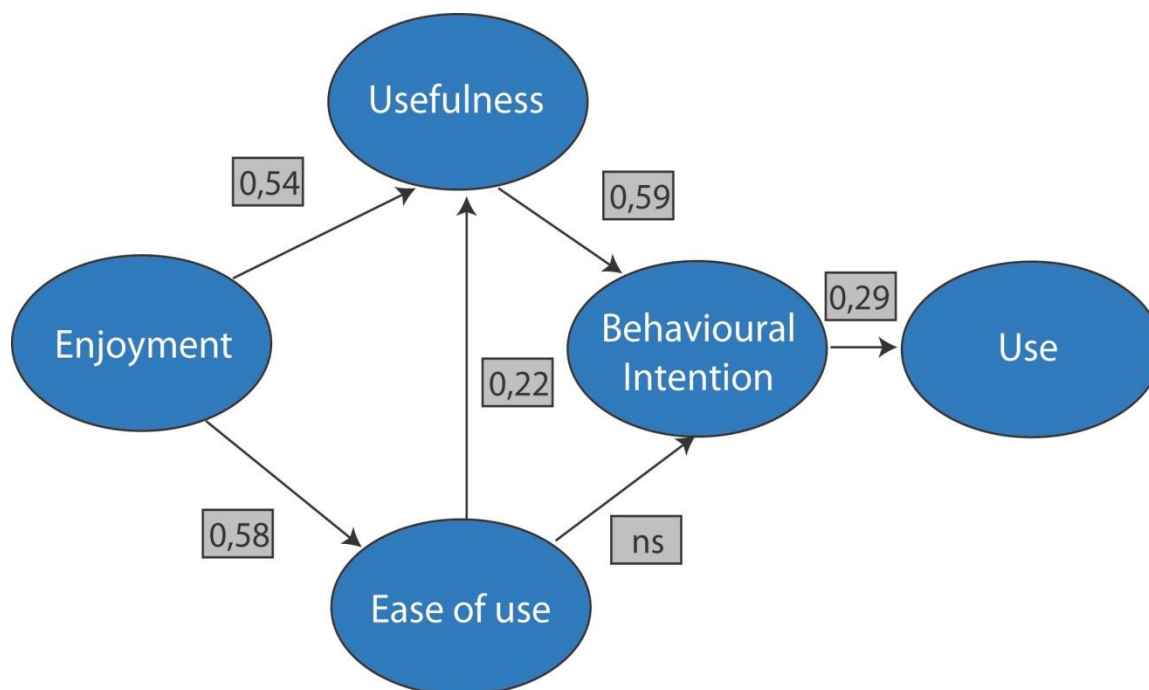 Usefulness
0,54
0,59
Enjoyment
Behavioural
Intention
0,29
Use
0,22
0,58
ns
Ease of use